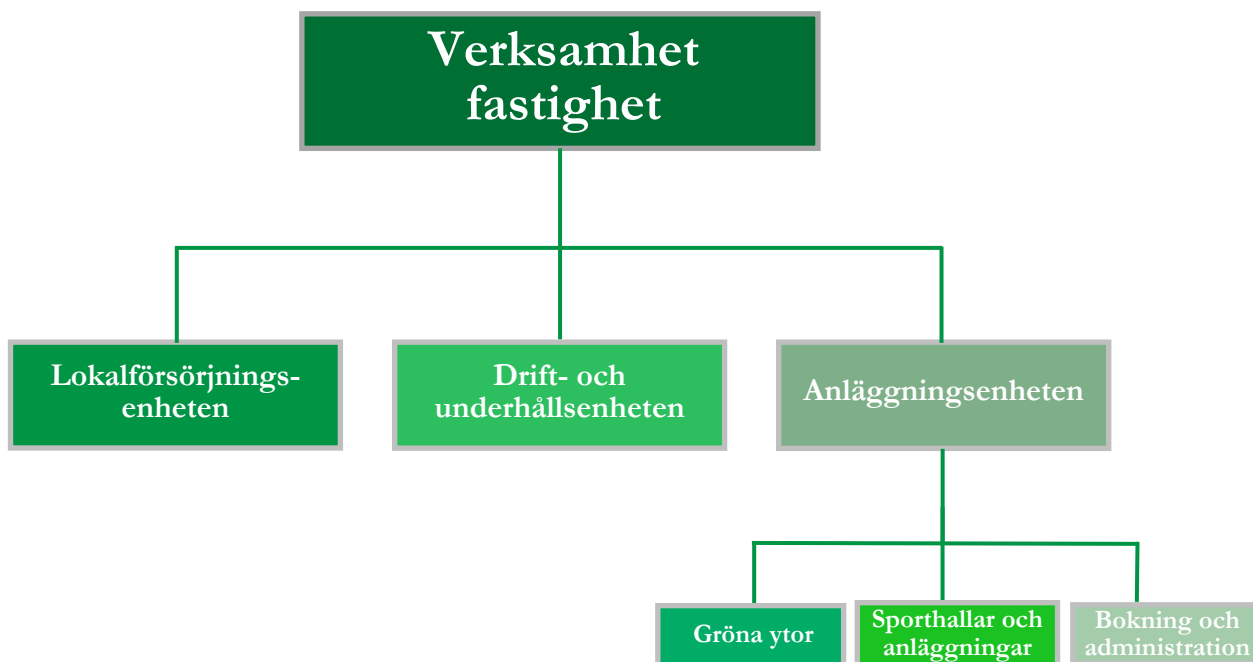 Verksamhet
fastighet
Lokalförsörjnings-
enheten
Drift- och
underhållsenheten
Anläggningsenheten
Gröna ytor
Sporthallar och
anläggningar
Bokning och
administration